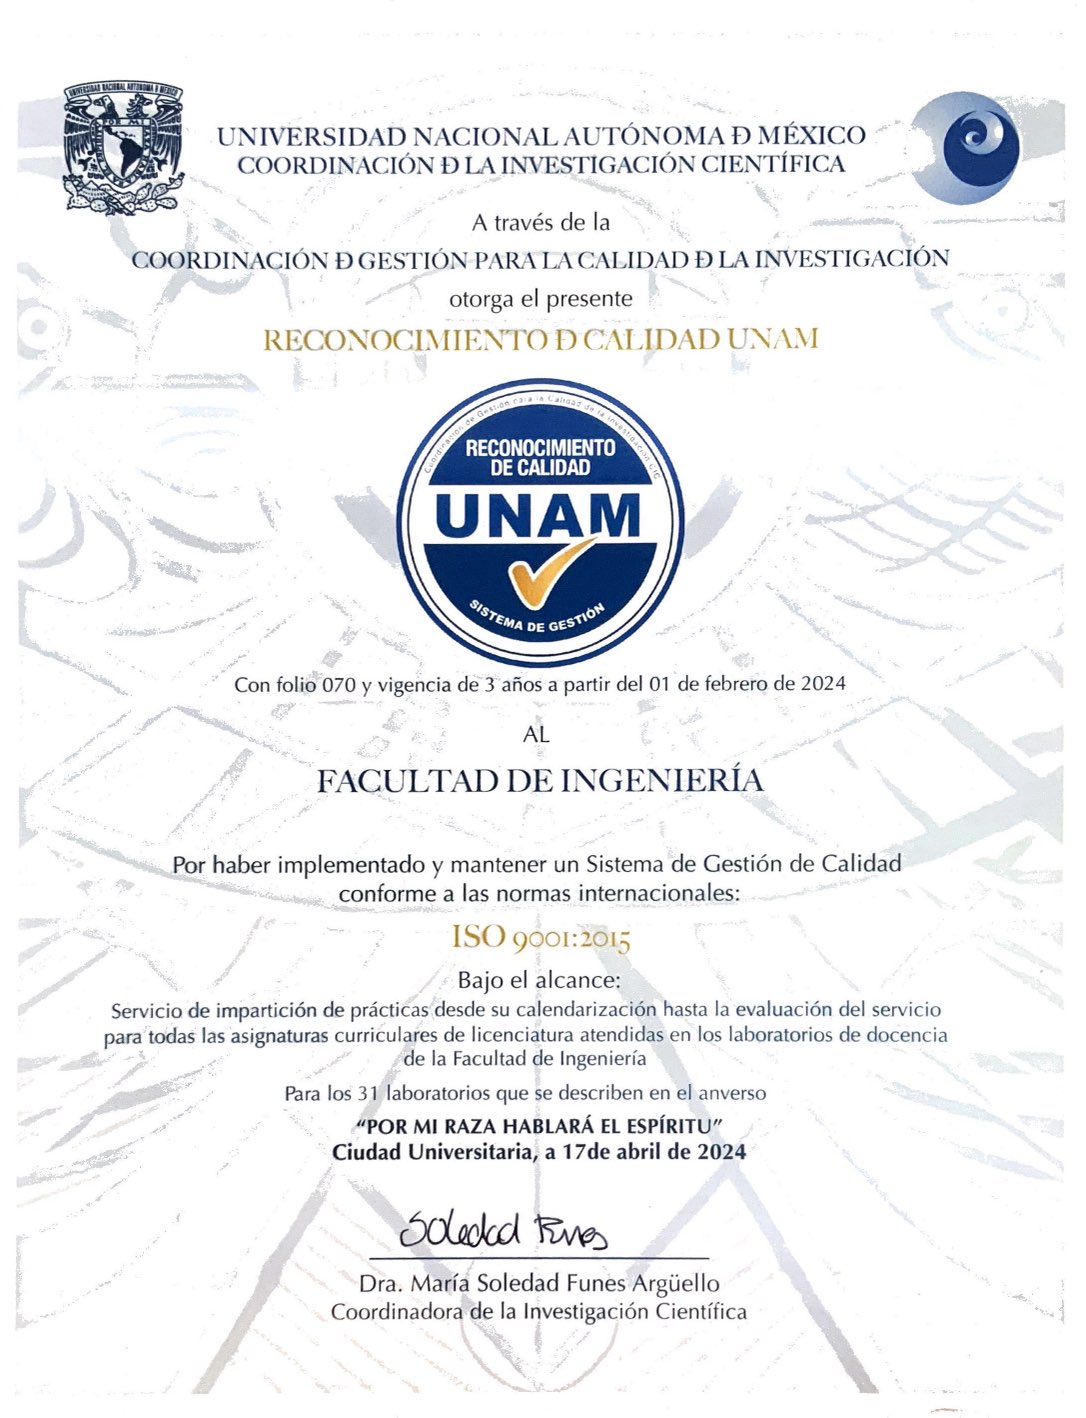 UNIVERSIDAD NACIONAL AUTÓNOMA D MÉXICO
UNIVERSIDAD NACIONAL AUTÓNOMA Đ MÉXICO
COORDINACIÓN Đ LA INVESTIGACIÓN CIENTÍFICA
POR MI
A través de la
COORDINACIÓN Đ GESTIÓN PARA LA CALIDAD Đ LA INVESTIGACIÓN
otorga el presente
RECONOCIMIENTO Đ CALIDAD UNAM
Coordinación de Gestión para la Calidad de la Investigación CIC
RECONOCIMIENTO
DE CALIDAD
UNAM
SISTEMA DE GESTIÓN
Con folio 070 y vigencia de 3 años a partir del 01 de febrero de 2024
AL
FACULTAD DE INGENIERÍA
Por haber implementado y mantener un Sistema de Gestión de Calidad
conforme a las normas internacionales:
ISO 9001:2015
Bajo el alcance:
Servicio de impartición de prácticas desde su calendarización hasta la evaluación del servicio
para todas las asignaturas curriculares de licenciatura atendidas en los laboratorios de docencia
de la Facultad de Ingeniería
Para los 31 laboratorios que se describen en el anverso
“POR MI RAZA HABLARÁ EL ESPÍRITU”
Ciudad Universitaria, a 17de abril de 2024
Soledad Funes
Dra. María Soledad Funes Argüello
Coordinadora de la Investigación Científica